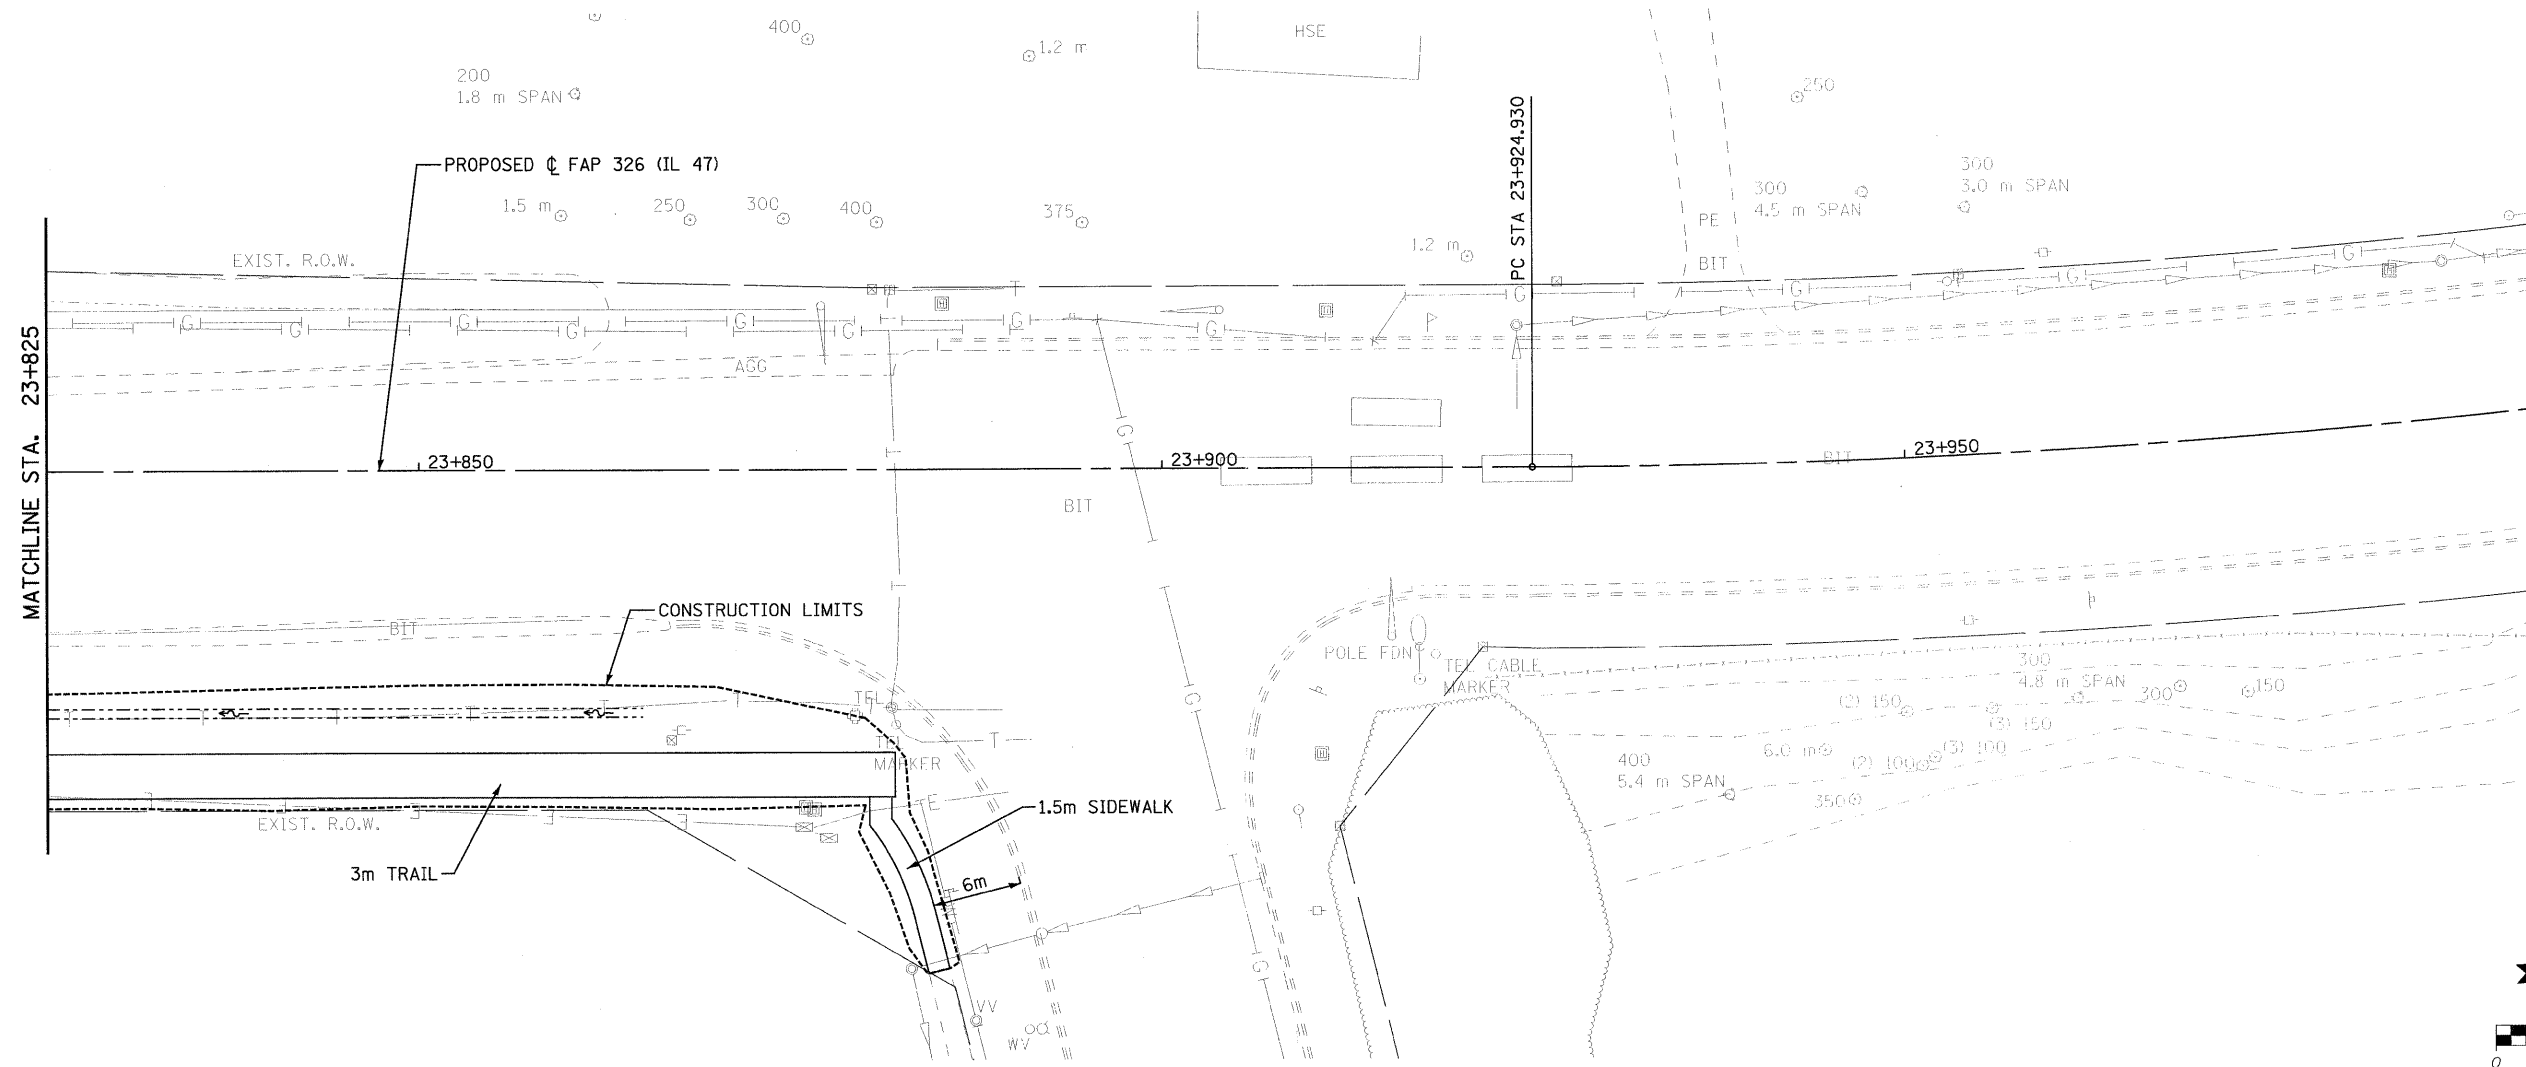 400
1.2 m
HSE
200
1.8 m SPAN
250
PC STA 23+924.930
PROPOSED ℄ FAP 326 (IL 47)
300
3.0 m SPAN
300
4.5 m SPAN
1.5 m
250
300
400
375
PE
1.2 m
EXIST. R.O.W.
BIT
G
G
G
G
G
G
G
G
G
G
G
G
G
T
MATCHLINE STA. 23+825
AGG
G
23+850
23+900
23+950
BIT
BIT
CONSTRUCTION LIMITS
BIT
POLE FDN
TEL CABLE
MARKER
300
4.8 m SPAN
300
150
(2) 150
(3) 150
TEL
G
T
TEL
MARKER
6.0 m
(2) 100
(3) 100
400
5.4 m SPAN
350
E
1.5m SIDEWALK
EXIST. R.O.W.
3m TRAIL
6m
G
VV
WV
0